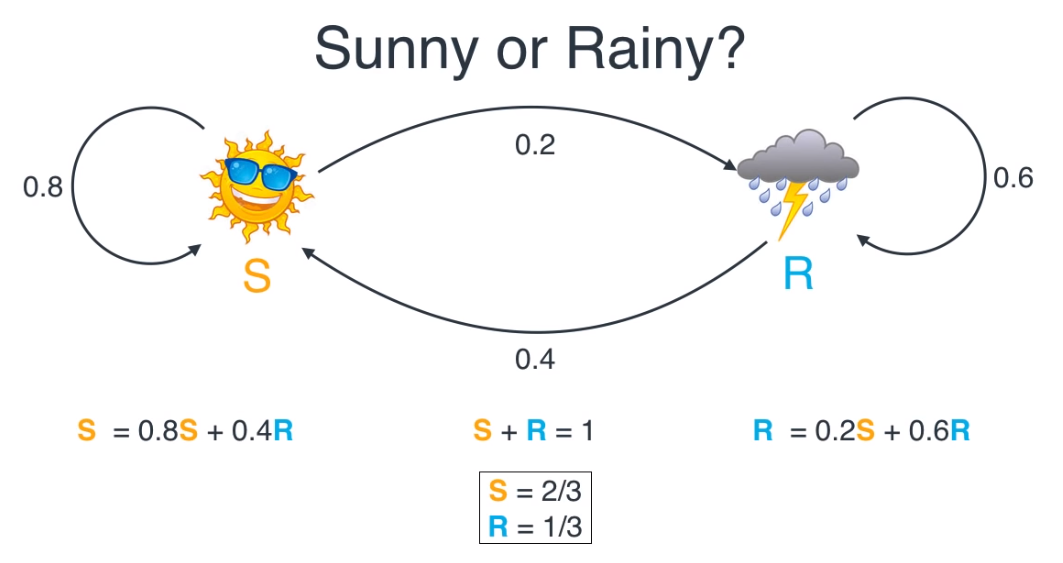 Sunny or Rainy?
0.2
0.8
0.6
S
R
0.4
S = 0.8S + 0.4R
S + R = 1
R = 0.2S + 0.6R
S = 2/3
R = 1/3